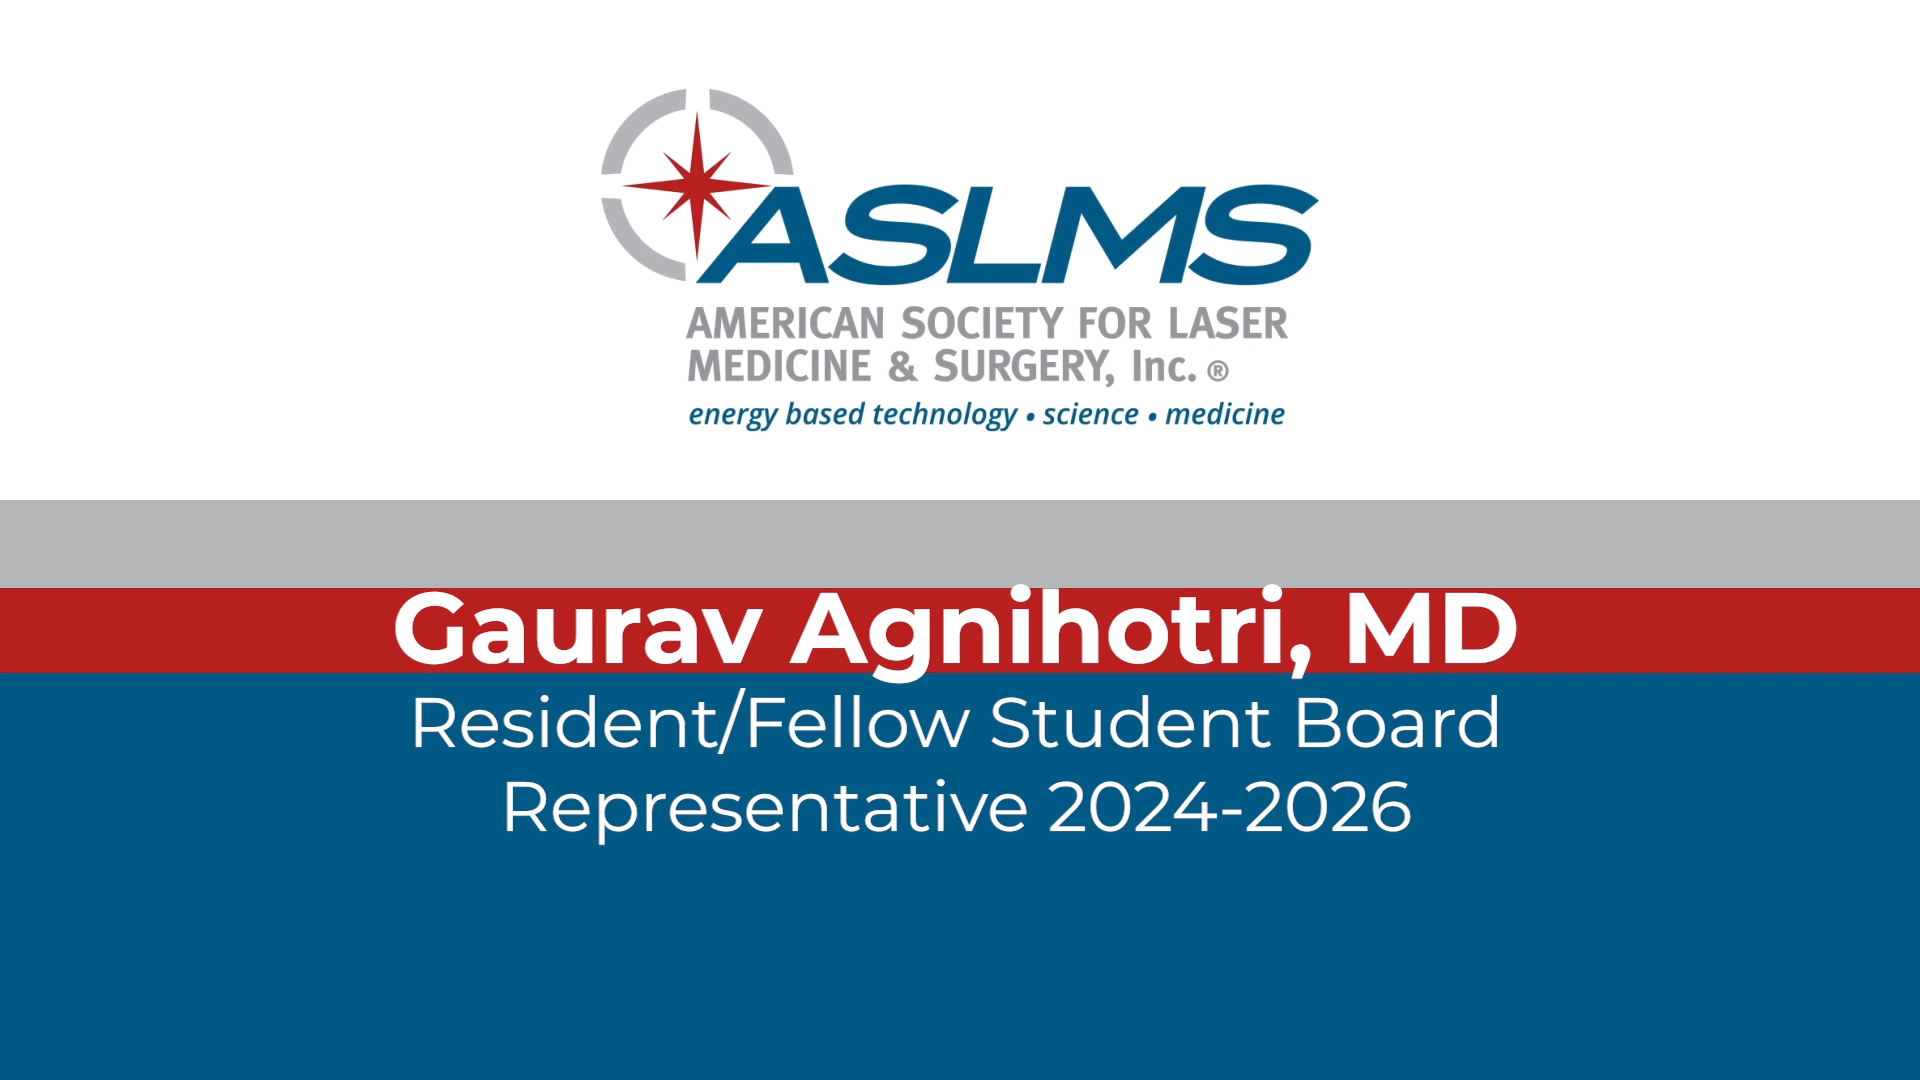 ASLMS
AMERICAN SOCIETY FOR LASER
MEDICINE & SURGERY, Inc. ®
energy based technology • science • medicine
Gaurav Agnihotri, MD
Resident/Fellow Student Board
Representative 2024-2026